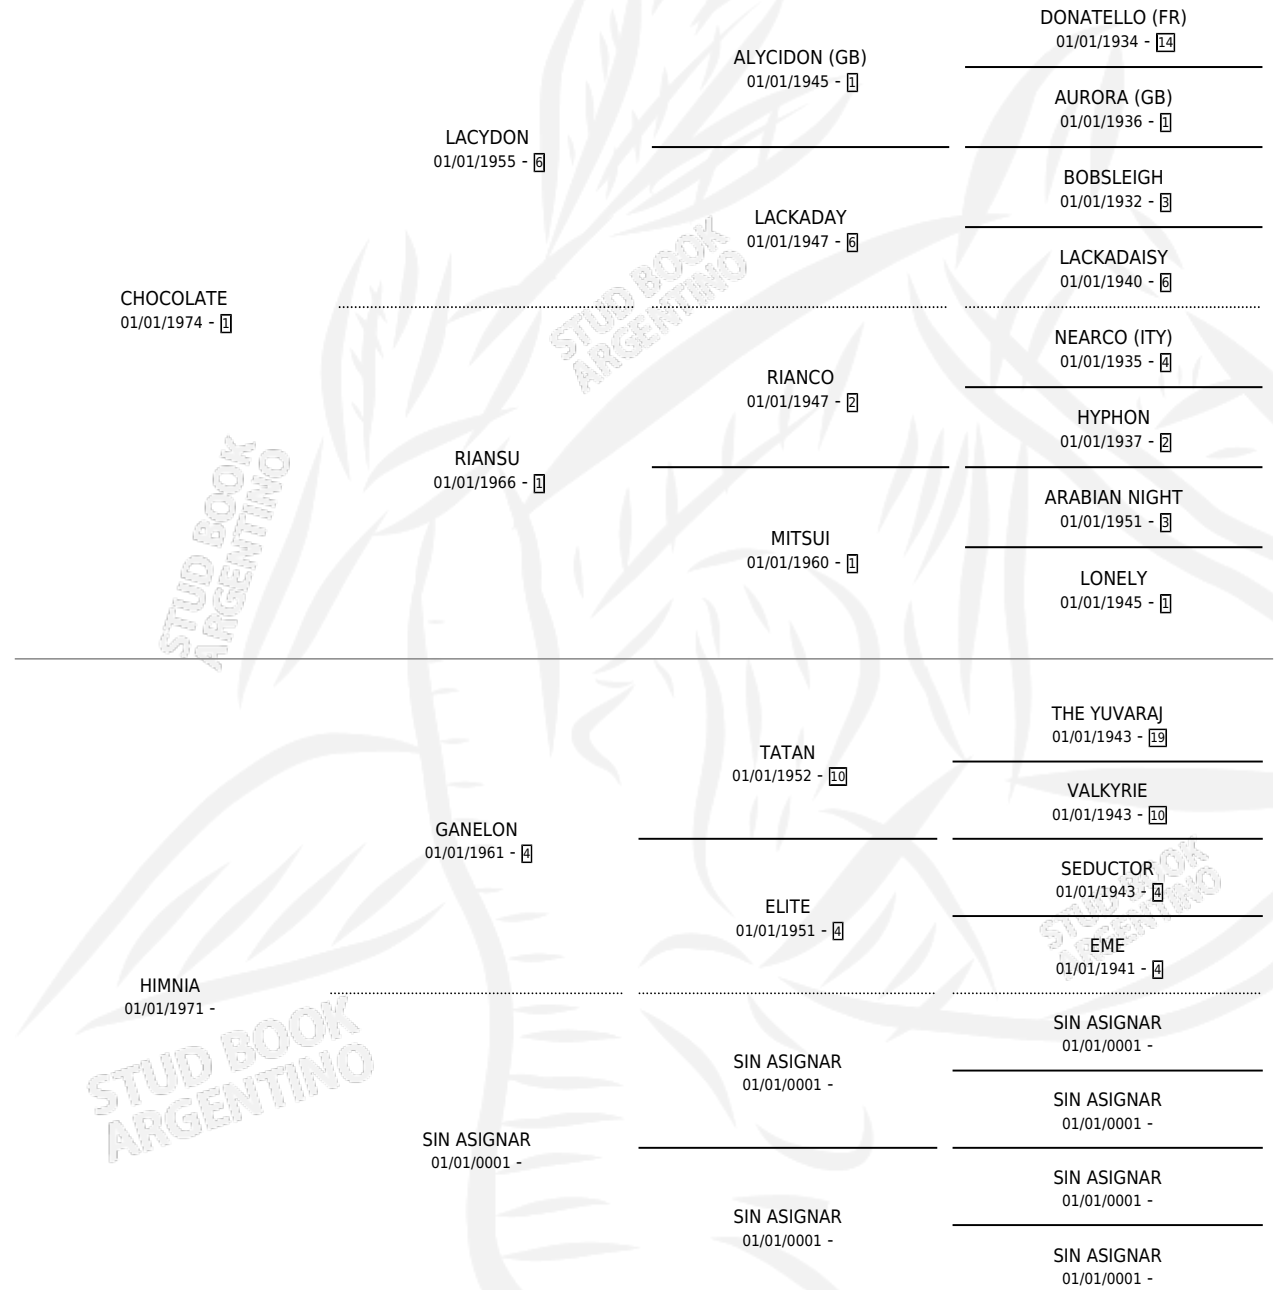 DONATELLO (FR)
01/01/1934 - 14
ALYCIDON (GB)
01/01/1945 - 1
AURORA (GB)
01/01/1936 - 1
LACYDON
01/01/1955 - 6
BOBSLEIGH
01/01/1932 - 3
LACKADAY
01/01/1947 - 6
LACKADAISY
01/01/1940 - 6
CHOCOLATE
01/01/1974 - 1
NEARCO (ITY)
01/01/1935 - 4
RIANCO
01/01/1947 - 2
HYPHON
01/01/1937 - 2
RIANSU
01/01/1966 - 1
ARABIAN NIGHT
01/01/1951 - 3
MITSUI
01/01/1960 - 1
LONELY
01/01/1945 - 1
THE YUVARAJ
01/01/1943 - 19
TATAN
01/01/1952 - 10
VALKYRIE
01/01/1943 - 10
GANELON
01/01/1961 - 4
SEDUCTOR
01/01/1943 - 4
ELITE
01/01/1951 - 4
EME
01/01/1941 - 4
HIMNIA
01/01/1971 -
SIN ASIGNAR
01/01/0001 -
SIN ASIGNAR
01/01/0001 -
SIN ASIGNAR
01/01/0001 -
SIN ASIGNAR
01/01/0001 -
SIN ASIGNAR
01/01/0001 -
SIN ASIGNAR
01/01/0001 -
SIN ASIGNAR
01/01/0001 -
STUD BOOK
ARGENTINO
STUD BOOK
ARGENTINO
STUD BOOK
ARGENTINO
STUD BOOK
ARGENTINO